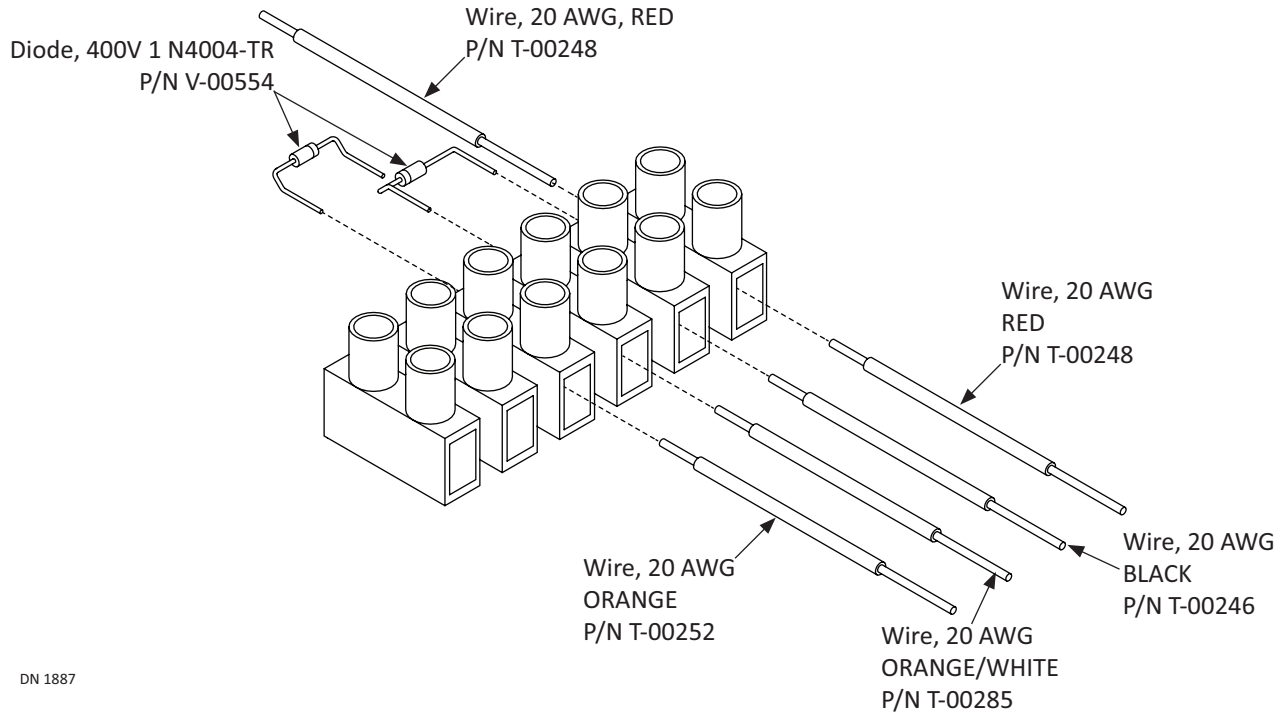 Wire, 20 AWG, RED
P/N T-00248
Diode, 400V 1 N4004-TR
P/N V-00554
Wire, 20 AWG
RED
P/N T-00248
Wire, 20 AWG
BLACK
P/N T-00246
Wire, 20 AWG
ORANGE
P/N T-00252
Wire, 20 AWG
ORANGE/WHITE
P/N T-00285
DN 1887